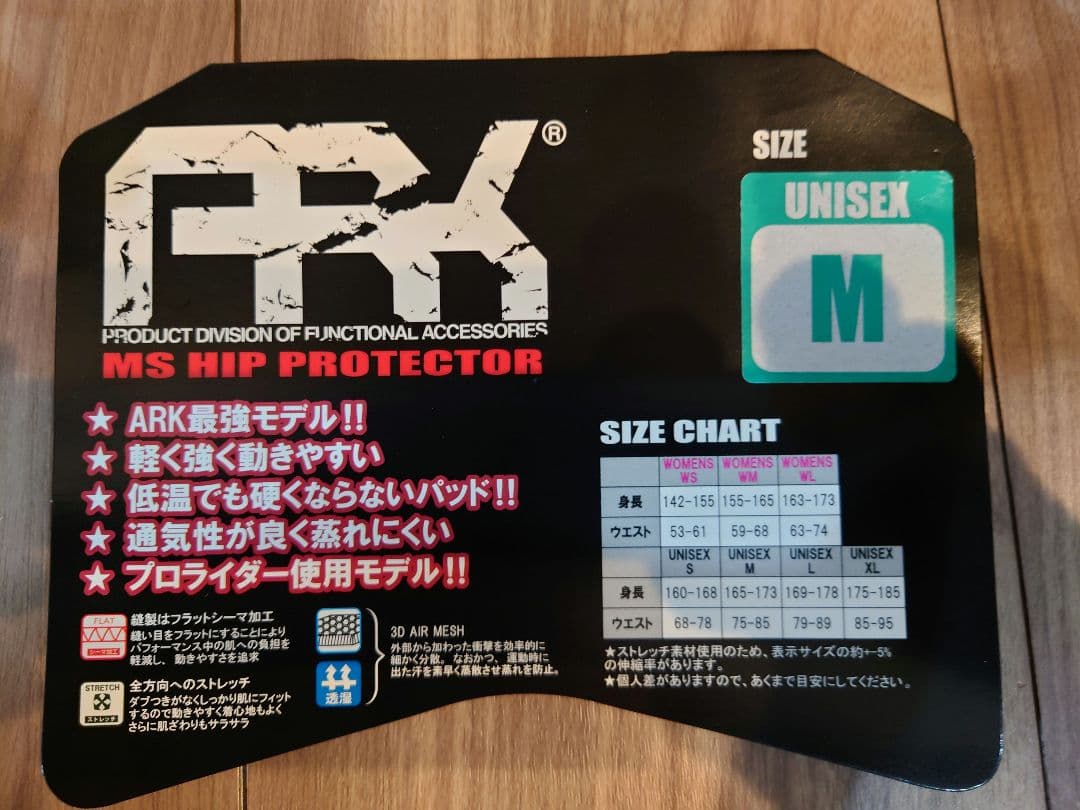 ARK®
PRODUCT DIVISION OF FUNCTIONAL ACCESSORIES
MS HIP PROTECTOR
★ ARK最強モデル!!
★ 軽く強く動きやすい
★ 低温でも硬くならないパッド!!
★ 通気性が良く蒸れにくい
★ プロライダー使用モデル!!
FLAT
シーマ加工
縫製はフラットシーマ加工
縫い目をフラットにすることにより
パフォーマンス中の肌への負担を
軽減し、動きやすさを追求
STRETCH
ストレッチ
全方向へのストレッチ
ダブつきがなくしっかり肌にフィット
するので動きやすく着心地もよく
さらに肌ざわりもサラサラ
透湿
3D AIR MESH
外部から加わった衝撃を効率的に
細かく分散。なおかつ、運動時に
出た汗を素早く蒸散させ蒸れを防止。
SIZE
UNISEX
M
SIZE CHART
WOMENS WS WOMENS WM WOMENS WL
身長 142-155 155-165 163-173
ウエスト 53-61 59-68 63-74
UNISEX S UNISEX M UNISEX L UNISEX XL
身長 160-168 165-173 169-178 175-185
ウエスト 68-78 75-85 79-89 85-95
★ストレッチ素材使用のため、表示サイズの約+-5%
の伸縮率があります。
★個人差がありますので、あくまで目安にしてください。